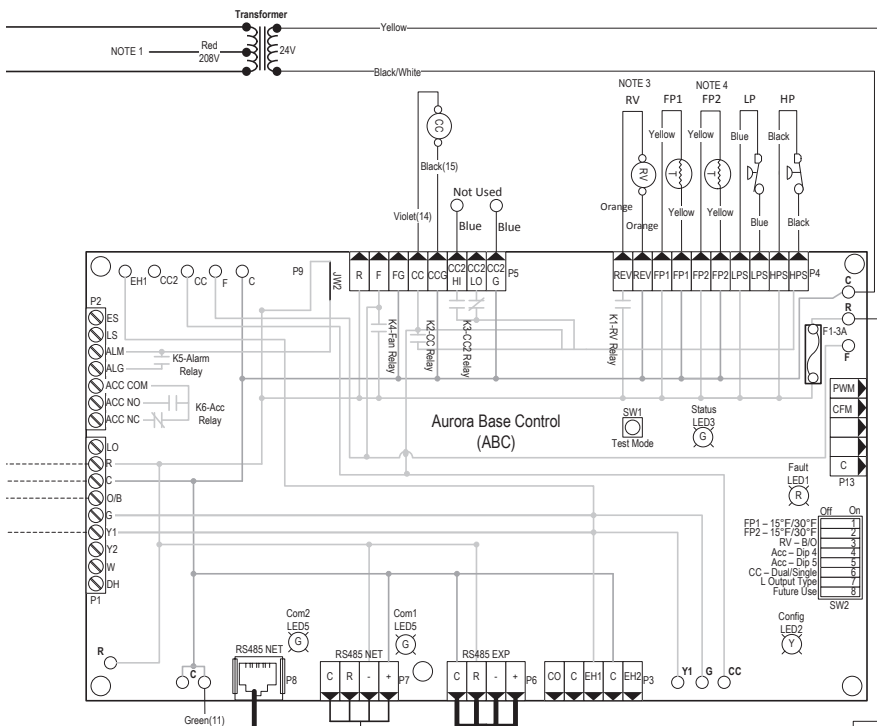 Transformer
Yellow
NOTE 1
Red
208V
24V
Black/White
NOTE 3
NOTE 4
RV
FP1
FP2
LP
HP
CC
Yellow
Yellow
Blue
Black
Black(15)
RV
T
T
Not Used
Violet(14)
Blue
Blue
Orange
Orange
Yellow
Yellow
Blue
Black
EH1
CC2
CC
F
C
P9
JW2
R
F
FG
CC
CCG
CC2 HI
CC2 LO
CC2 G
P5
REV
REV
FP1
FP1
FP2
FP2
LPS
LPS
HPS
HPS
P4
C
R
F1-3A
F
P2
ES
LS
ALM
ALG
ACC COM
ACC NO
ACC NC
K5-Alarm
Relay
K6-Acc
Relay
K4-Fan Relay
K2-CC Relay
K3-CC2 Relay
K1-RV Relay
PWM
CFM
C
P13
Aurora Base Control
(ABC)
SW1
Test Mode
Status
LED3
G
Fault
LED1
R
LO
R
C
O/B
G
Y1
Y2
W
DH
P1
Off
On
FP1 – 15°F/30°F
1
FP2 – 15°F/30°F
2
RV – B/O
3
Acc – Dip 4
4
Acc – Dip 5
5
CC – Dual/Single
6
L Output Type
7
Future Use
8
SW2
Config
LED2
Y
Com2
LED5
G
Com1
LED5
G
R
C
RS485 NET
P8
RS485 NET
C
R
-
+
P7
RS485 EXP
C
R
-
+
P6
CO
C
EH1
C
EH2
P3
Y1
G
CC
Green(11)